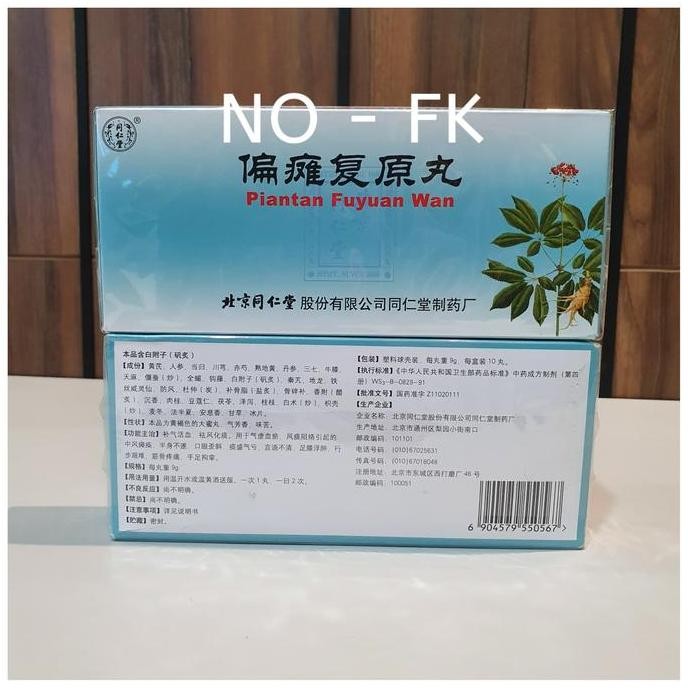 NO - FK
同仁堂
®
偏瘫复原丸
Piantan Fuyuan Wan
北京同仁堂 股份有限公司同仁堂制药厂
本品含白附子（矾炙）
【成份】黄芪、人参、当归、川芎、赤芍、熟地黄、丹参、三七、牛膝、
天麻、僵蚕（炒）、全蝎、钩藤、白附子（矾炙）、秦艽、地龙、铁
丝威灵仙、防风、杜仲（炭）、补骨脂（盐炙）、骨碎补、香附（醋
炙）、沉香、肉桂、豆蔻仁、茯苓、泽泻、桂枝、白术（炒）、枳壳
（炒）、麦冬、法半夏、安息香、甘草、冰片。
【性状】本品为黄褐色的大蜜丸，气芳香，味苦。
【功能主治】补气活血，祛风化痰。用于气虚血瘀，风痰阻络引起的
中风瘫痪，半身不遂，口眼歪斜，痰盛气亏，言语不清，足膝浮肿，行
步艰难，筋骨疼痛，手足拘挛。
【规格】每丸重9g
【用法用量】用温开水或温黄酒送服。一次1丸，一日2次。
【不良反应】尚不明确。
【禁忌】尚不明确。
【注意事项】详见说明书
【贮藏】密封。
【包装】塑料球壳装，每丸重9g，每盒装10丸。
【执行标准】《中华人民共和国卫生部药品标准》中药成方制剂（第四
册）WS3-B-0829-91
【批准文号】国药准字Z11020111
【生产企业】
企业名称：北京同仁堂股份有限公司同仁堂制药厂
生产地址：北京市通州区梨园小街南口
邮政编码：101101
电话号码：(010)67025631
传真号码：(010)67018048
注册地址：北京市东城区西打磨厂46号
邮政编码：100051
6 904579 550567 >